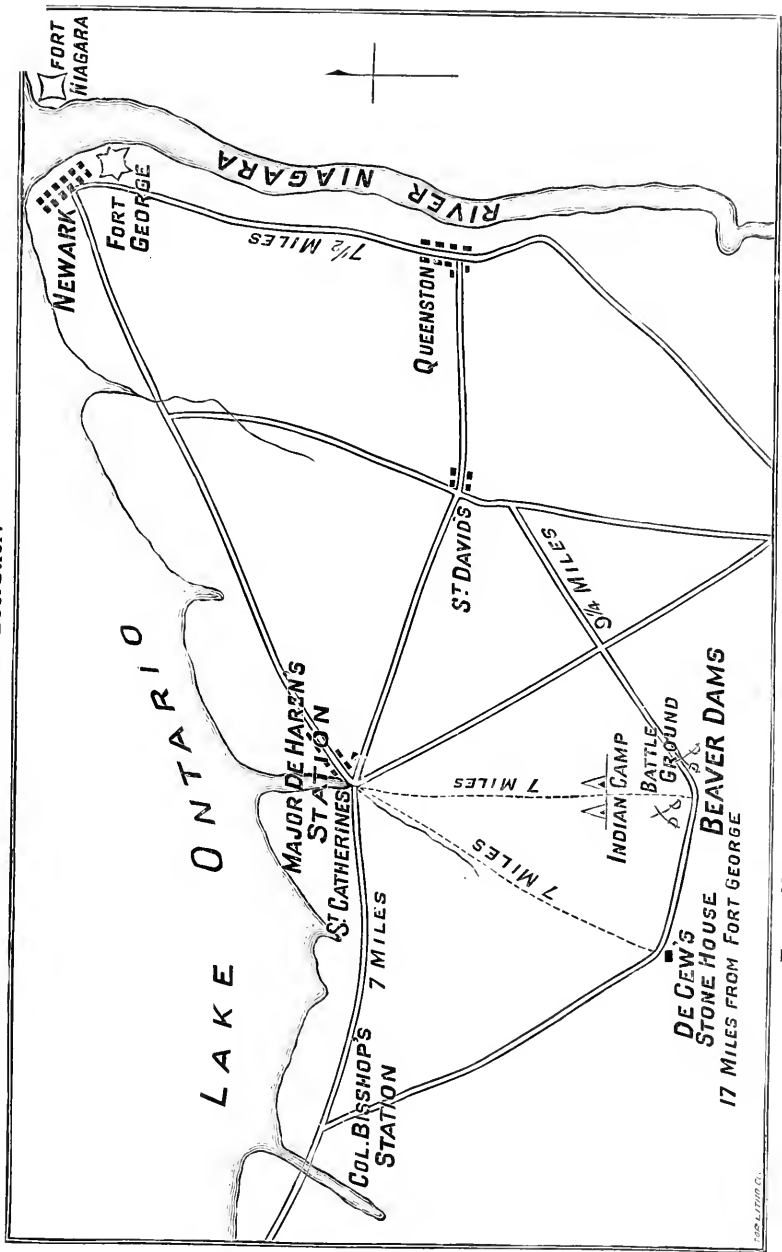 FORT
NIAGARA
NEWARK
FORT
GEORGE
RIVER NIAGARA
7½ MILES
QUEENSTON
LAKE ONTARIO
MAJOR DE HAREN'S
STATION
ST CATHERINES
ST DAVID'S
9¼ MILES
7 MILES
7 MILES
7 MILES
COL. BISSHOP'S
STATION
INDIAN CAMP
BATTLE
GROUND
BEAVER DAMS
DE CEW'S
STONE HOUSE
17 MILES FROM FORT GEORGE